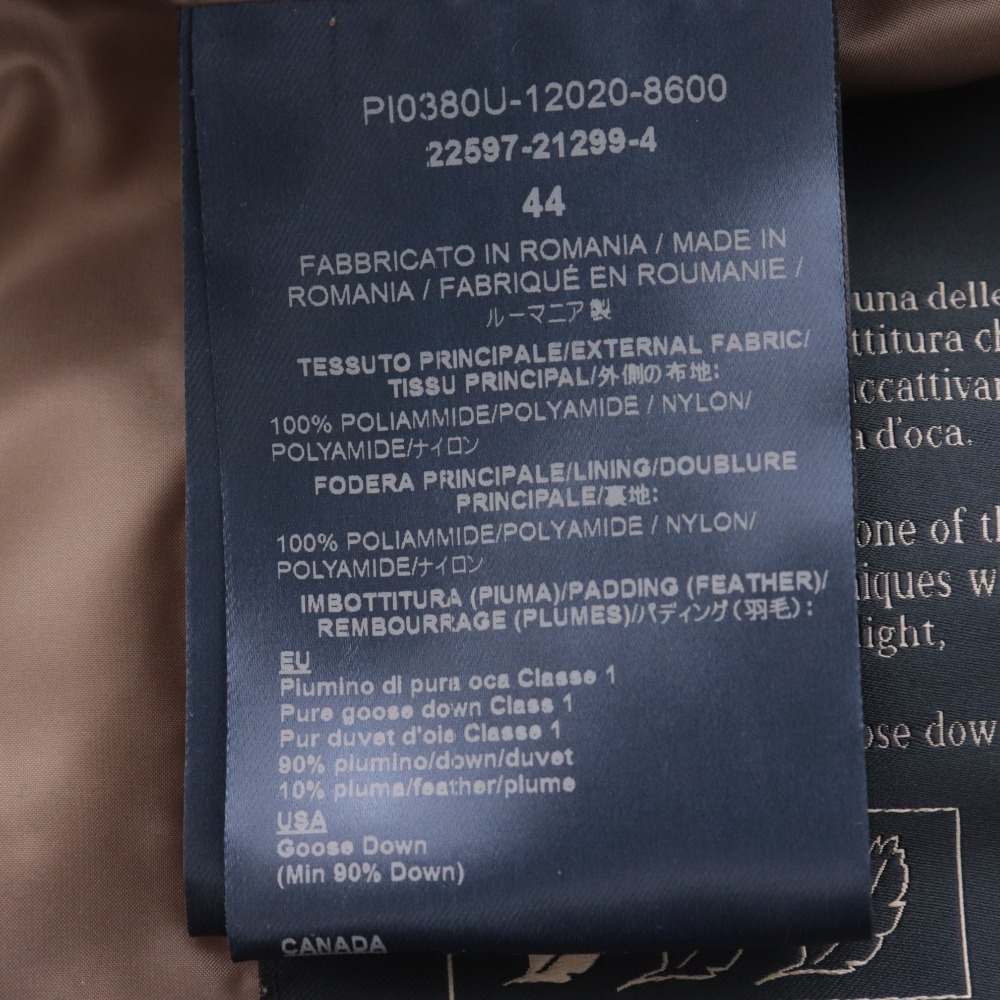 PI0380U-12020-8600
22597-21299-4
44
FABBRICATO IN ROMANIA / MADE IN
ROMANIA / FABRIQUÉ EN ROUMANIE /
ルーマニア製
TESSUTO PRINCIPALE/EXTERNAL FABRIC/
TISSU PRINCIPAL/外側の布地:
100% POLIAMMIDE/POLYAMIDE / NYLON/
POLYAMIDE/ナイロン
FODERA PRINCIPALE/LINING/DOUBLURE
PRINCIPALE/裏地:
100% POLIAMMIDE/POLYAMIDE / NYLON/
POLYAMIDE/ナイロン
IMBOTTITURA (PIUMA)/PADDING (FEATHER)/
REMBOURRAGE (PLUMES)/パディング(羽毛):
EU
Piumino di pura oca Classe 1
Pure goose down Class 1
Pur duvet d'oie Classe 1
90% piumino/down/duvet
10% piuma/feather/plume
USA
Goose Down
(Min 90% Down)
CANADA
una delle
ttitura
d'oca.
one of
light,
dow